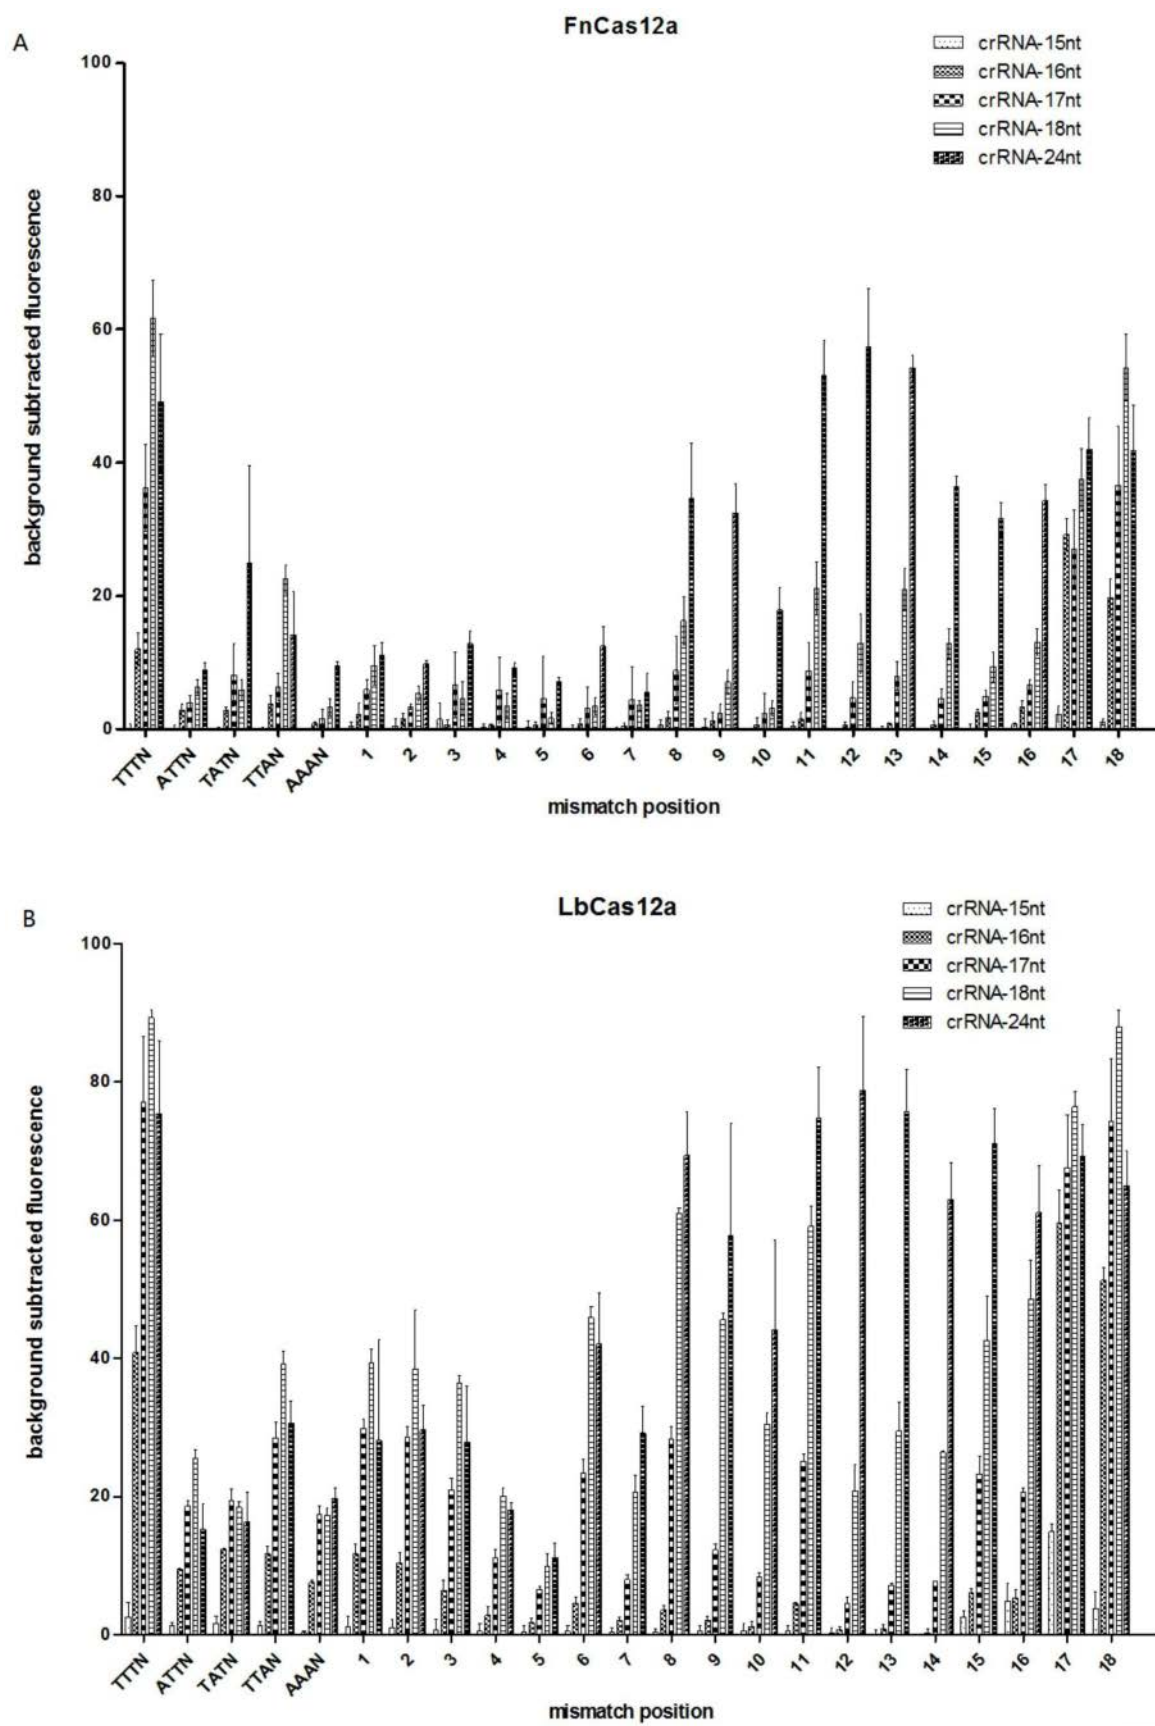 A
FnCas12a
crRNA-15nt
crRNA-16nt
crRNA-17nt
crRNA-18nt
crRNA-24nt
background subtracted fluorescence
100
80
60
40
20
0
TTTN ATTN TATN TTAN AAAN 1 2 3 4 5 6 7 8 9 10 11 12 13 14 15 16 17 18
mismatch position
B
LbCas12a
crRNA-15nt
crRNA-16nt
crRNA-17nt
crRNA-18nt
crRNA-24nt
background subtracted fluorescence
100
80
60
40
20
0
TTTN ATTN TATN TTAN AAAN 1 2 3 4 5 6 7 8 9 10 11 12 13 14 15 16 17 18
mismatch position